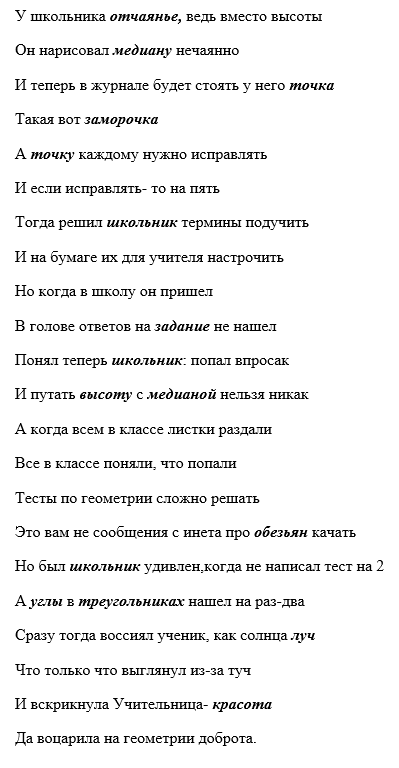 У школьника отчаянье, ведь вместо высоты
Он нарисовал медиану нечаянно
И теперь в журнале будет стоять у него точка
Такая вот заморочка
А точку каждому нужно исправлять
И если исправлять- то на пять
Тогда решил школьник термины подучить
И на бумаге их для учителя настрочить
Но когда в школу он пришел
В голове ответов на задание не нашел
Понял теперь школьник: попал впросак
И путать высоту с медианой нельзя никак
А когда всем в классе листки раздали
Все в классе поняли, что попали
Тесты по геометрии сложно решать
Это вам не сообщения с инета про обезьян качать
Но был школьник удивлен,когда не написал тест на 2
А углы в треугольниках нашел на раз-два
Сразу тогда воссиял ученик, как солнца луч
Что только что выглянул из-за туч
И вскрикнула Учительница- красота
Да воцарила на геометрии доброта.